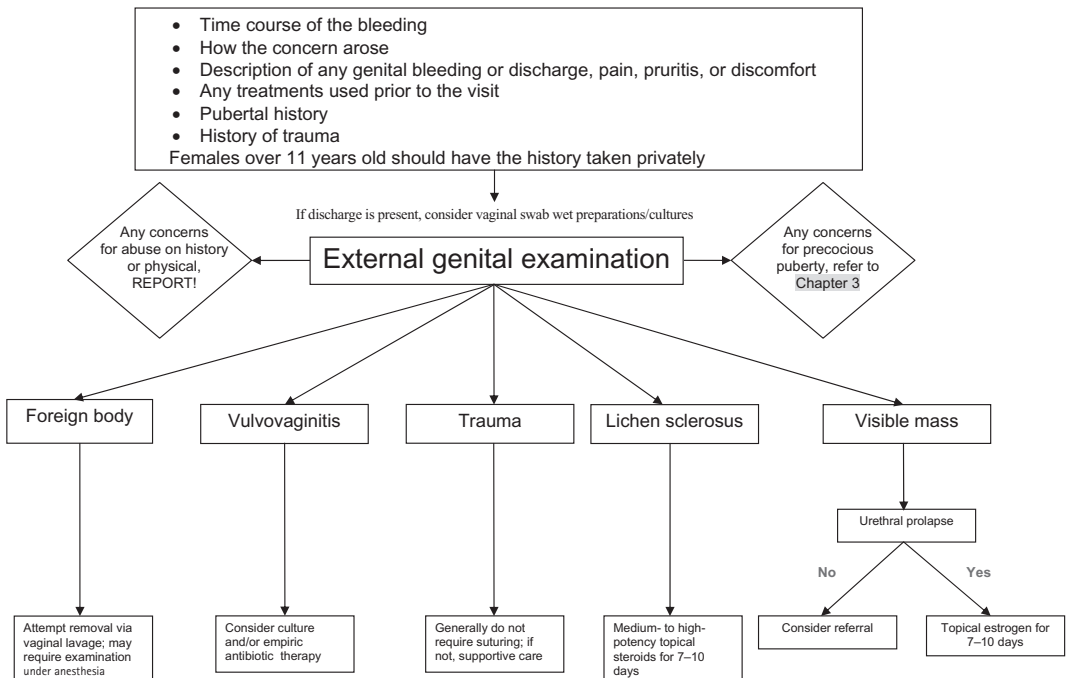 • Time course of the bleeding
• How the concern arose
• Description of any genital bleeding or discharge, pain, pruritis, or discomfort
• Any treatments used prior to the visit
• Pubertal history
• History of trauma
Females over 11 years old should have the history taken privately
If discharge is present, consider vaginal swab wet preparations/cultures
Any concerns
for abuse on history
or physical,
REPORT!
External genital examination
Any concerns
for precocious
puberty, refer to
Chapter 3
Foreign body
Vulvovaginitis
Trauma
Lichen sclerosus
Visible mass
Urethral prolapse
No
Yes
Attempt removal via
vaginal lavage; may
require examination
under anesthesia
Consider culture
and/or empiric
antibiotic therapy
Generally do not
require suturing; if
not, supportive care
Medium- to high-
potency topical
steroids for 7–10
days
Consider referral
Topical estrogen for
7–10 days